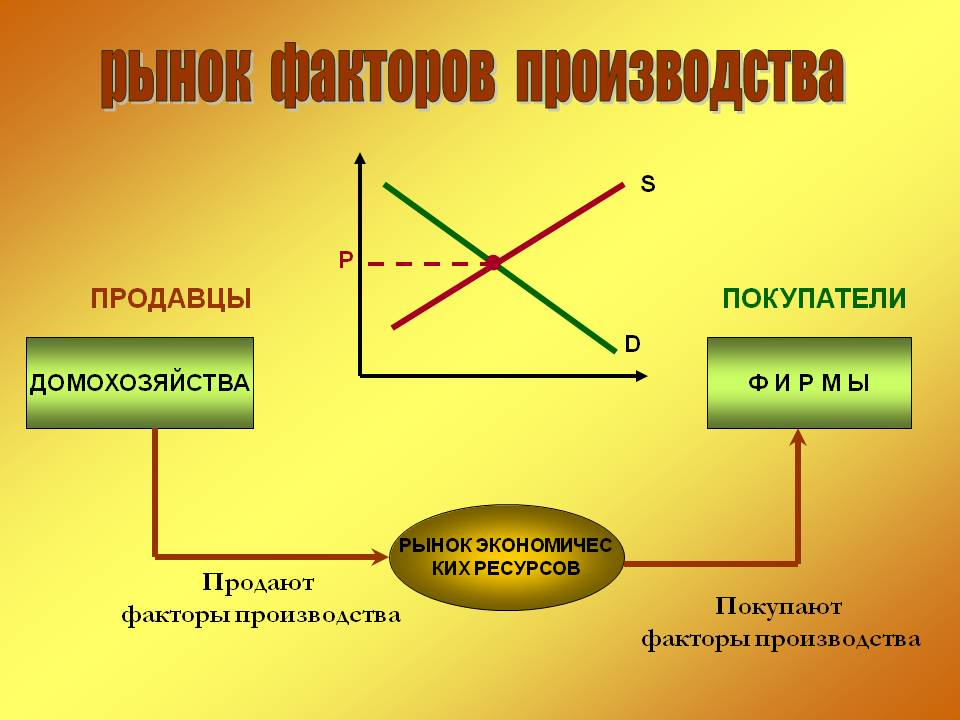 рынок факторов производства
S
P
ПРОДАВЦЫ
ПОКУПАТЕЛИ
D
ДОМОХОЗЯЙСТВА
Ф И Р М Ы
РЫНОК ЭКОНОМИЧЕС
КИХ РЕСУРСОВ
Продают
факторы производства
Покупают
факторы производства